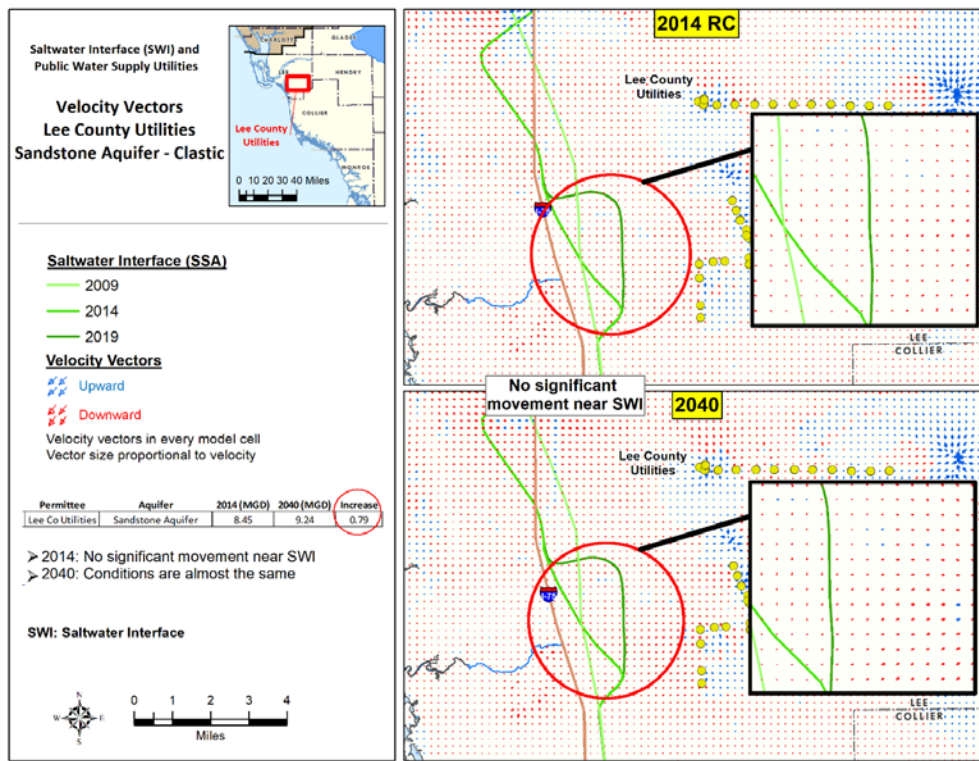 Saltwater Interface (SWI) and
Public Water Supply Utilities
Velocity Vectors
Lee County Utilities
Sandstone Aquifer - Clastic
GLADES
LEE
HENDRY
COLLIER
Lee County
Utilities
MONROE
0 10 20 30 40 Miles
Saltwater Interface (SSA)
2009
2014
2019
Velocity Vectors
Upward
Downward
Velocity vectors in every model cell
Vector size proportional to velocity
Permittee Aquifer 2014 (MGD) 2040 (MGD) Increase
Lee Co Utilities Sandstone Aquifer 8.45 9.24 0.79
➢ 2014: No significant movement near SWI
➢ 2040: Conditions are almost the same
SWI: Saltwater Interface
N
W E
S
0 1 2 3 4
Miles
2014 RC
Lee County
Utilities
LEE
COLLIER
No significant
movement near SWI
2040
Lee County
Utilities
LEE
COLLIER